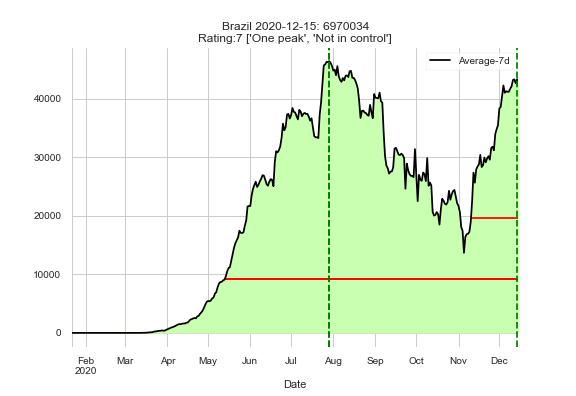 Brazil 2020-12-15: 6970034
Rating:7 ['One peak', 'Not in control']
Average-7d
40000
30000
20000
10000
0
Feb Mar Apr May Jun Jul Aug Sep Oct Nov Dec
2020
Date